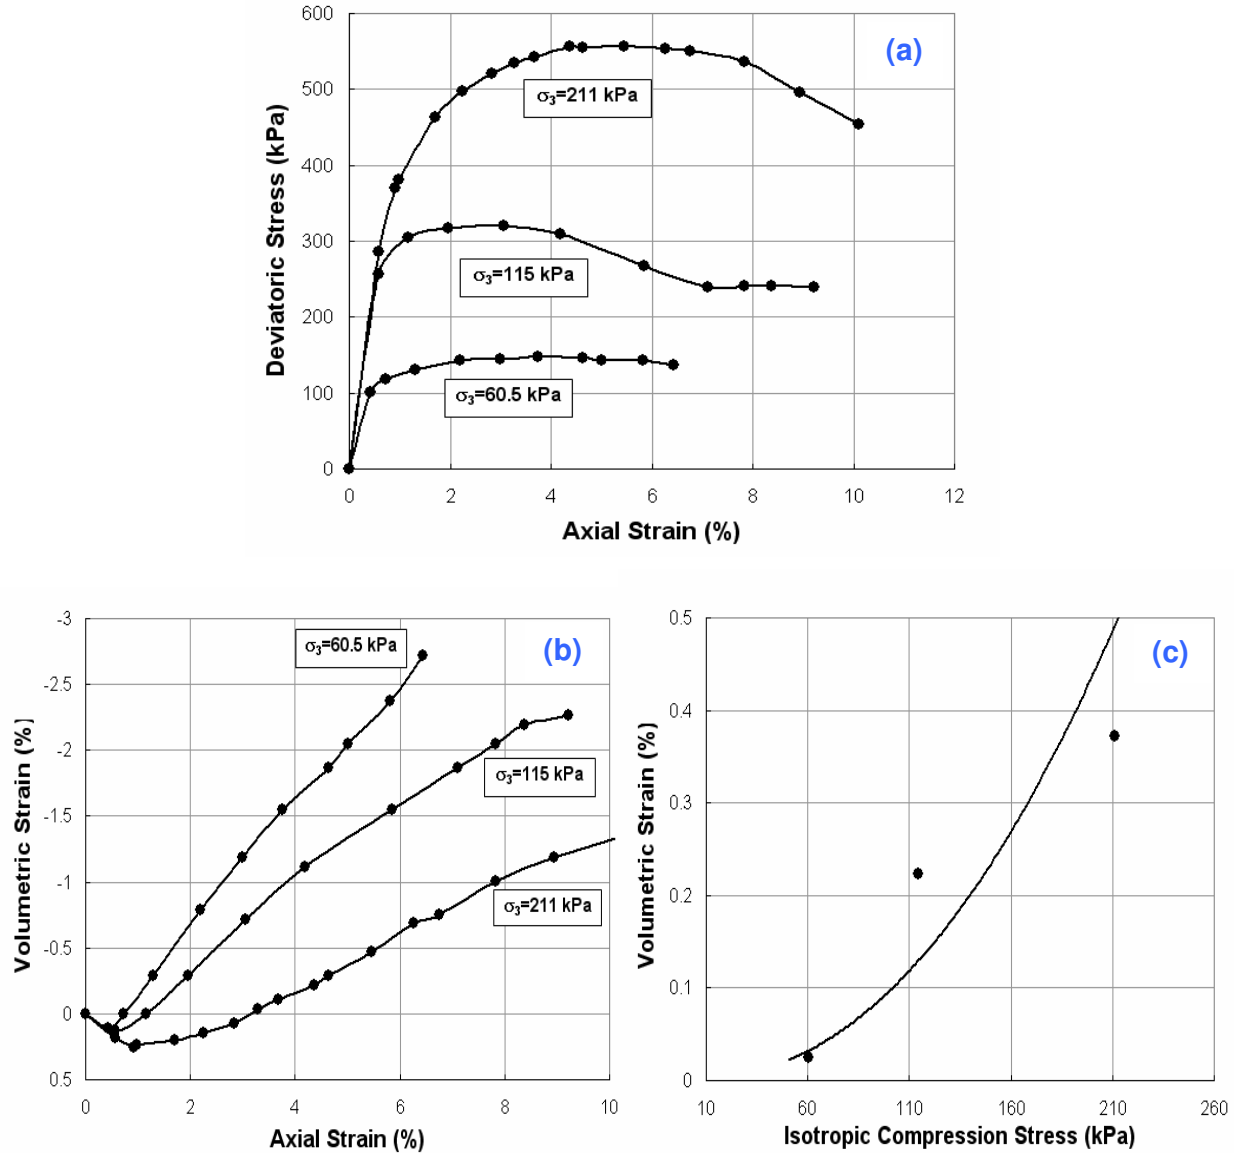 600
500
400
300
200
100
0
Deviatoric Stress (kPa)
(a)
σ3=211 kPa
σ3=115 kPa
σ3=60.5 kPa
0 2 4 6 8 10 12
Axial Strain (%)
-3
-2.5
-2
-1.5
-1
-0.5
0
0.5
Volumetric Strain (%)
σ3=60.5 kPa
(b)
σ3=115 kPa
σ3=211 kPa
0 2 4 6 8 10
Axial Strain (%)
0.5
0.4
0.3
0.2
0.1
0
Volumetric Strain (%)
(c)
10 60 110 160 210 260
Isotropic Compression Stress (kPa)